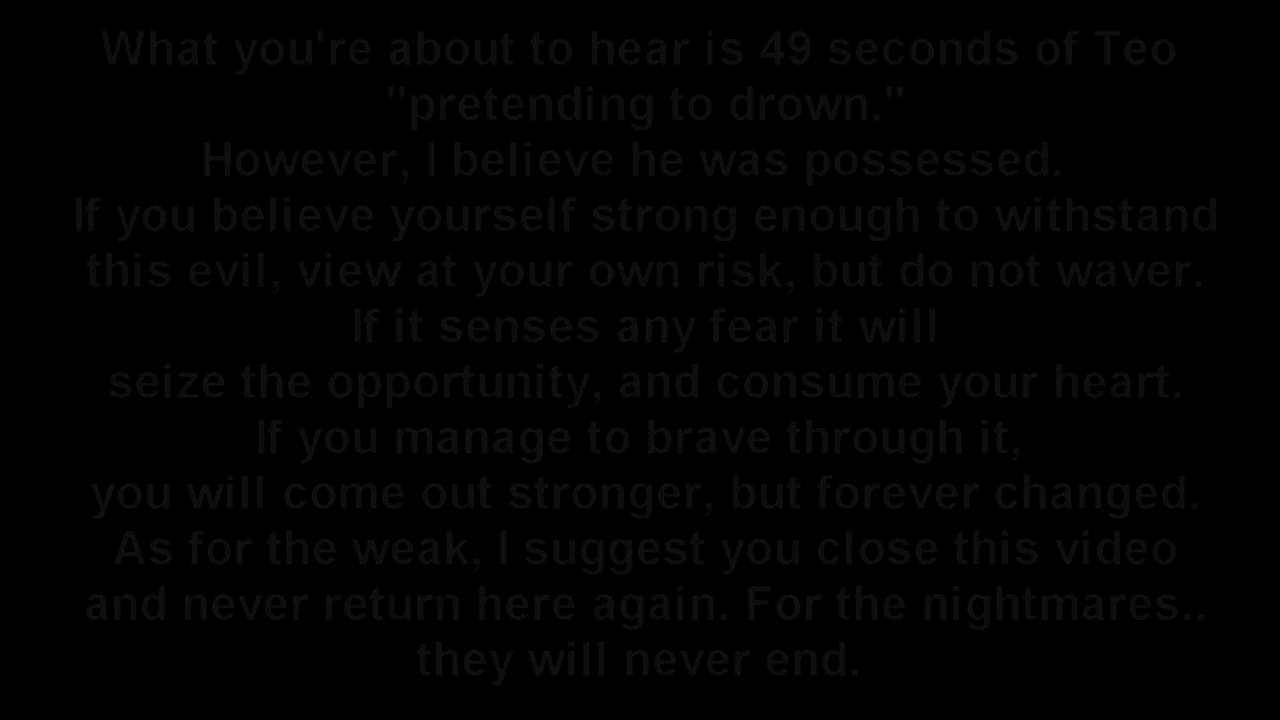 What you're about to hear is 49 seconds of Teo
"pretending to drown."
However, I believe he was possessed.
If you believe yourself strong enough to withstand
this evil, view at your own risk, but do not waver.
If it senses any fear it will
seize the opportunity, and consume your heart.
If you manage to brave through it,
you will come out stronger, but forever changed.
As for the weak, I suggest you close this video
and never return here again. For the nightmares..
they will never end.